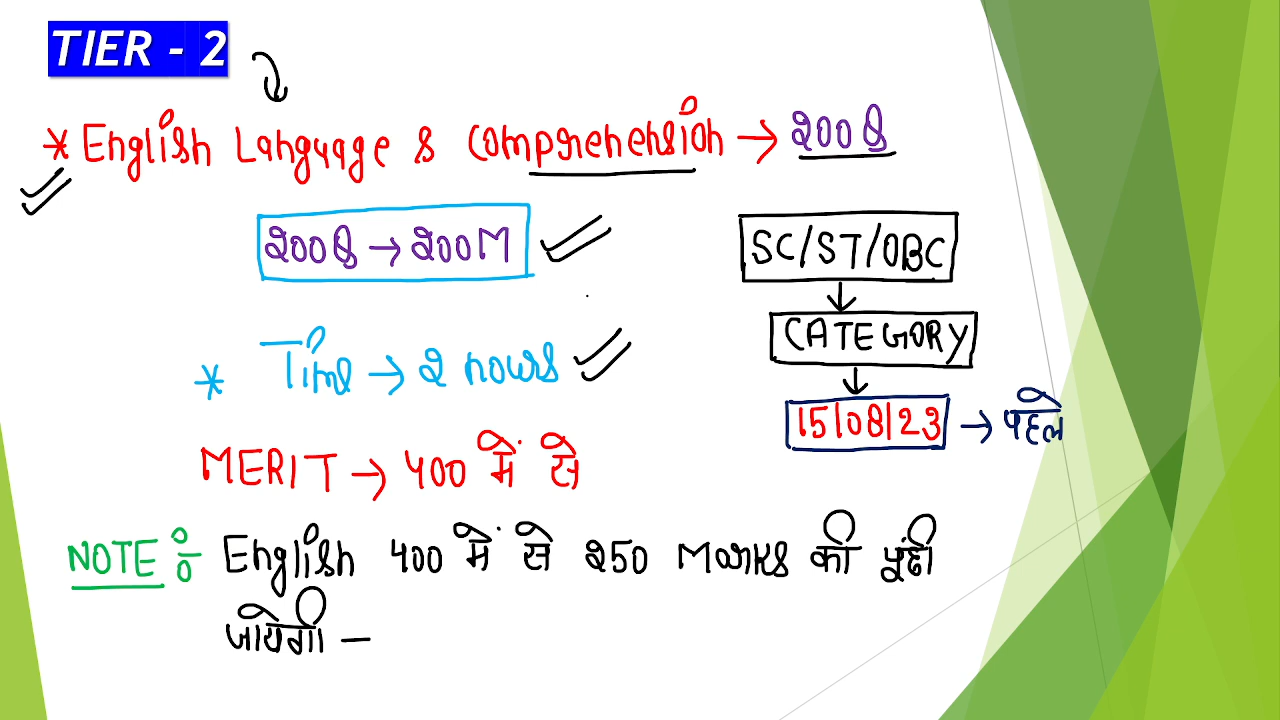 TIER - 2
* English Language & Comprehension → 200 Q
200 Q → 200 M
* Time → 2 hours
MERIT → 400 में से
SC/ST/OBC
CATEGORY
15/08/23 → पहले
NOTE : English 400 में से 250 Marks की पूंछी
जायेगी —